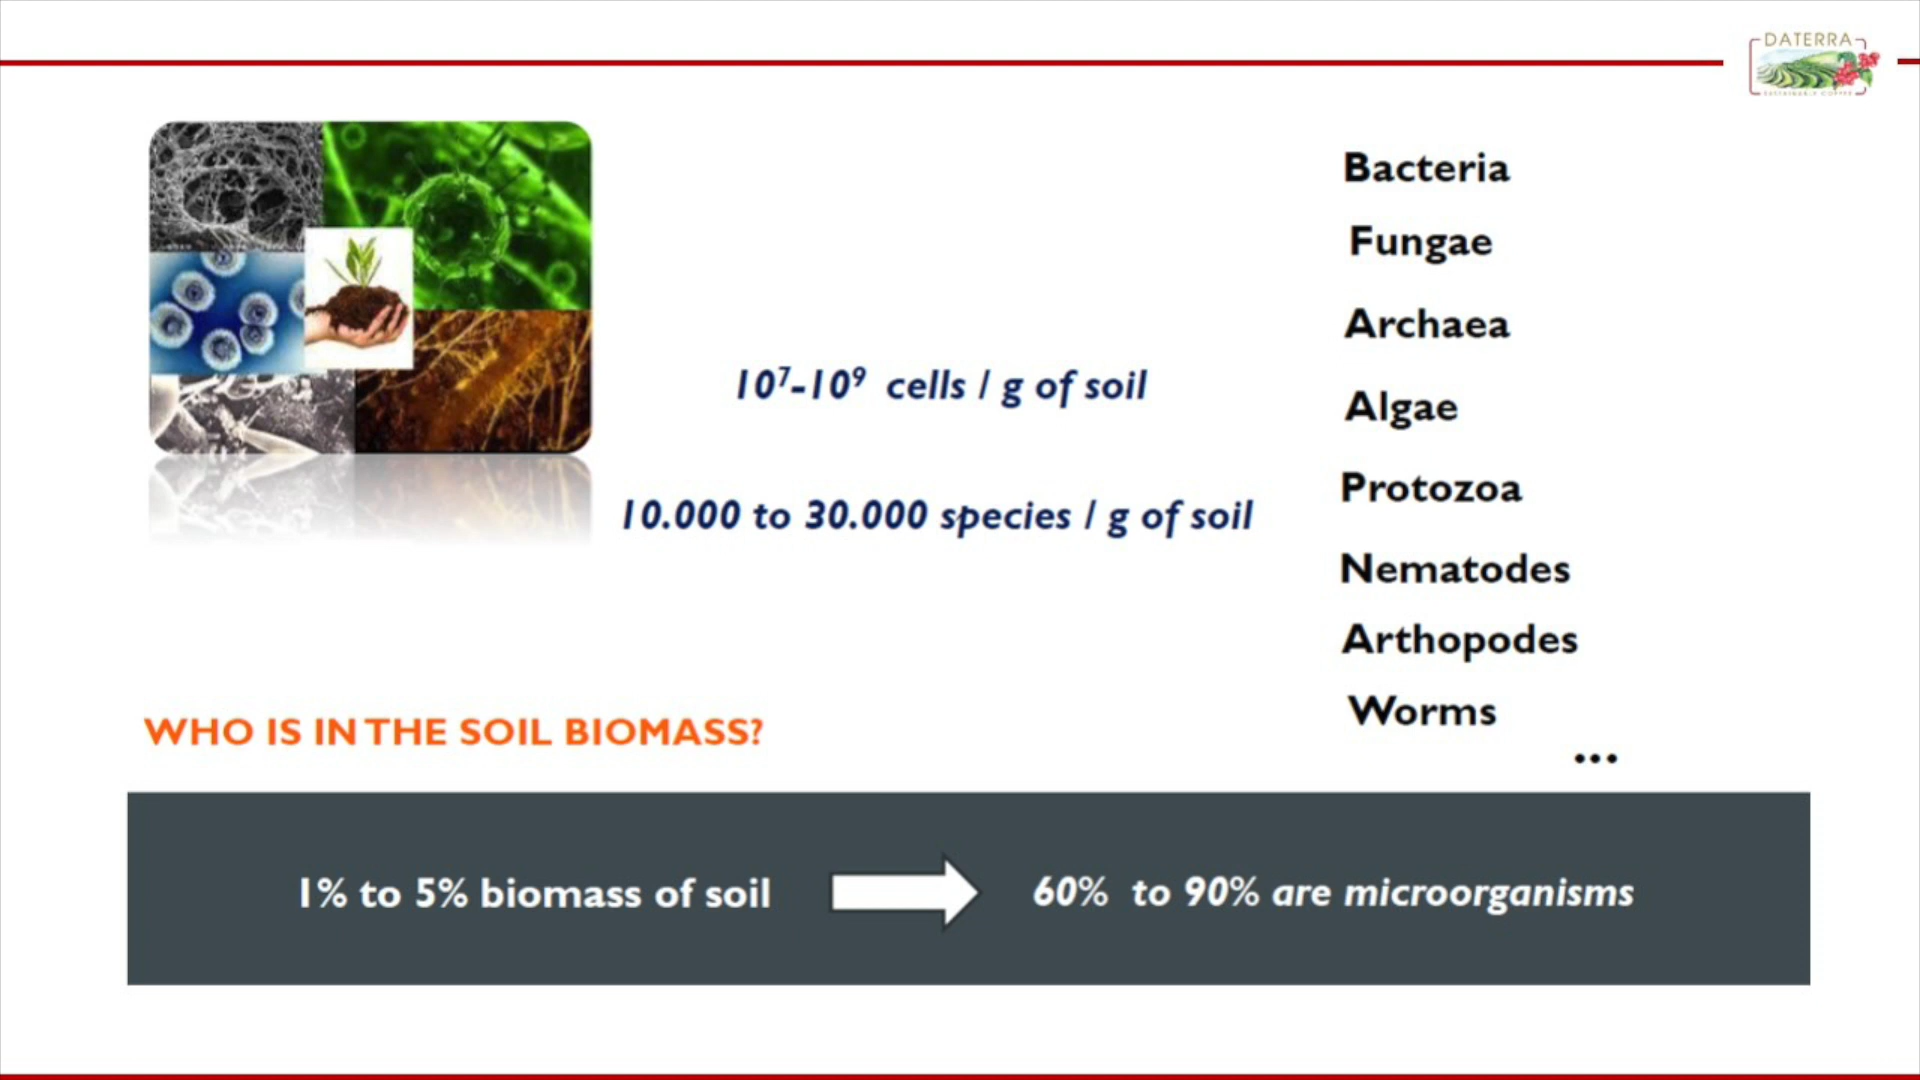 DATERRA
Bacteria
Fungae
Archaea
Algae
Protozoa
Nematodes
Arthopodes
Worms
...
10⁷-10⁹ cells / g of soil
10.000 to 30.000 species / g of soil
WHO IS IN THE SOIL BIOMASS?
1% to 5% biomass of soil
60% to 90% are microorganisms